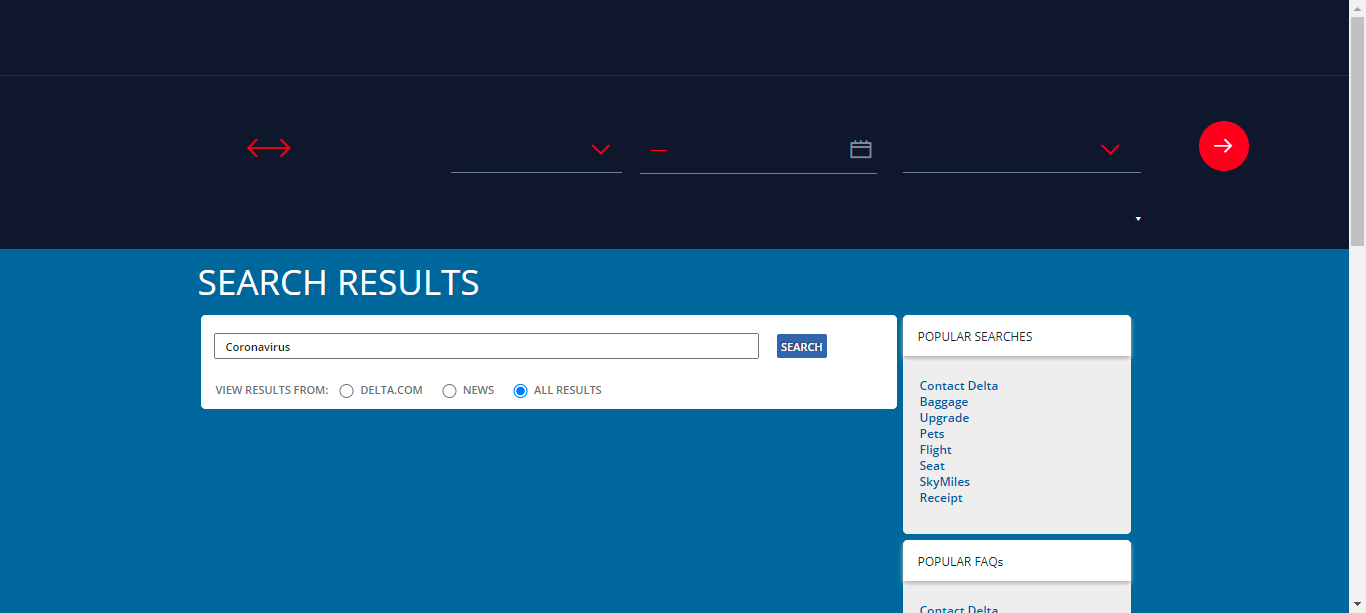 SEARCH RESULTS
Coronavirus
SEARCH
VIEW RESULTS FROM: DELTA.COM NEWS ALL RESULTS
POPULAR SEARCHES
Contact Delta
Baggage
Upgrade
Pets
Flight
Seat
SkyMiles
Receipt
POPULAR FAQs
Contact Delta